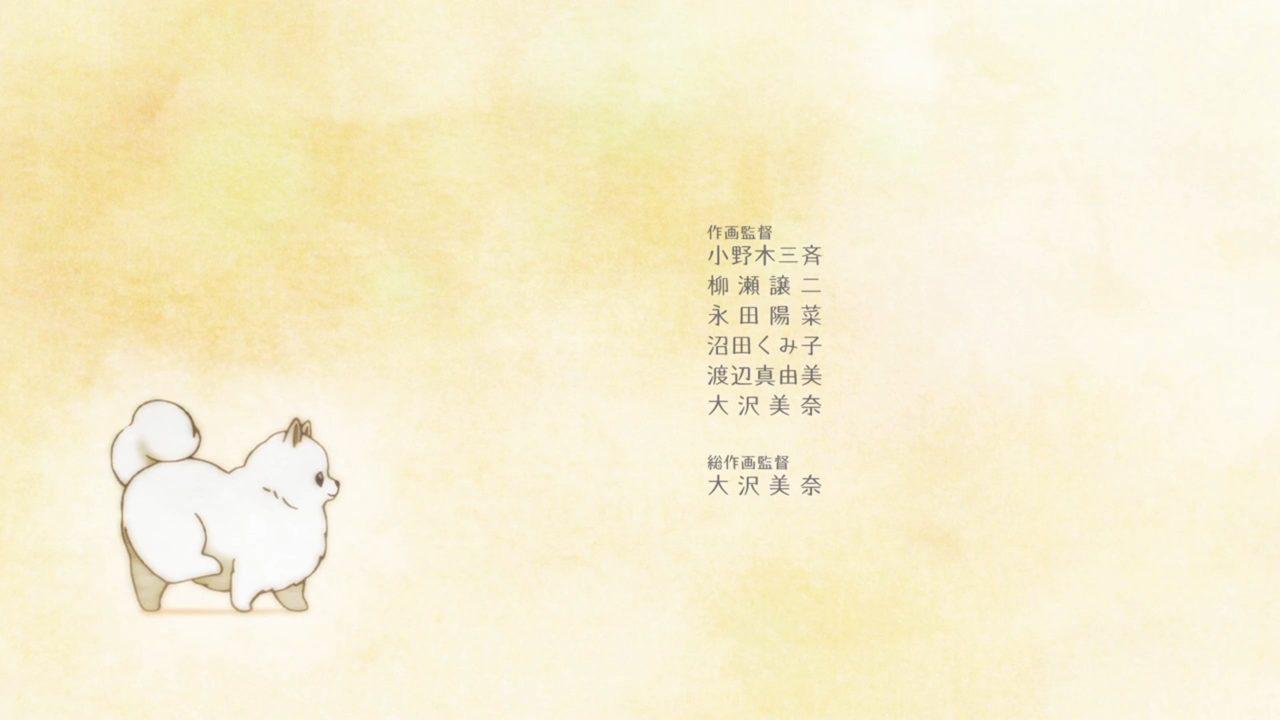 作画監督
小野木三斉
柳瀬譲二
永田陽菜
沼田くみ子
渡辺真由美
大沢美奈
総作画監督
大沢美奈